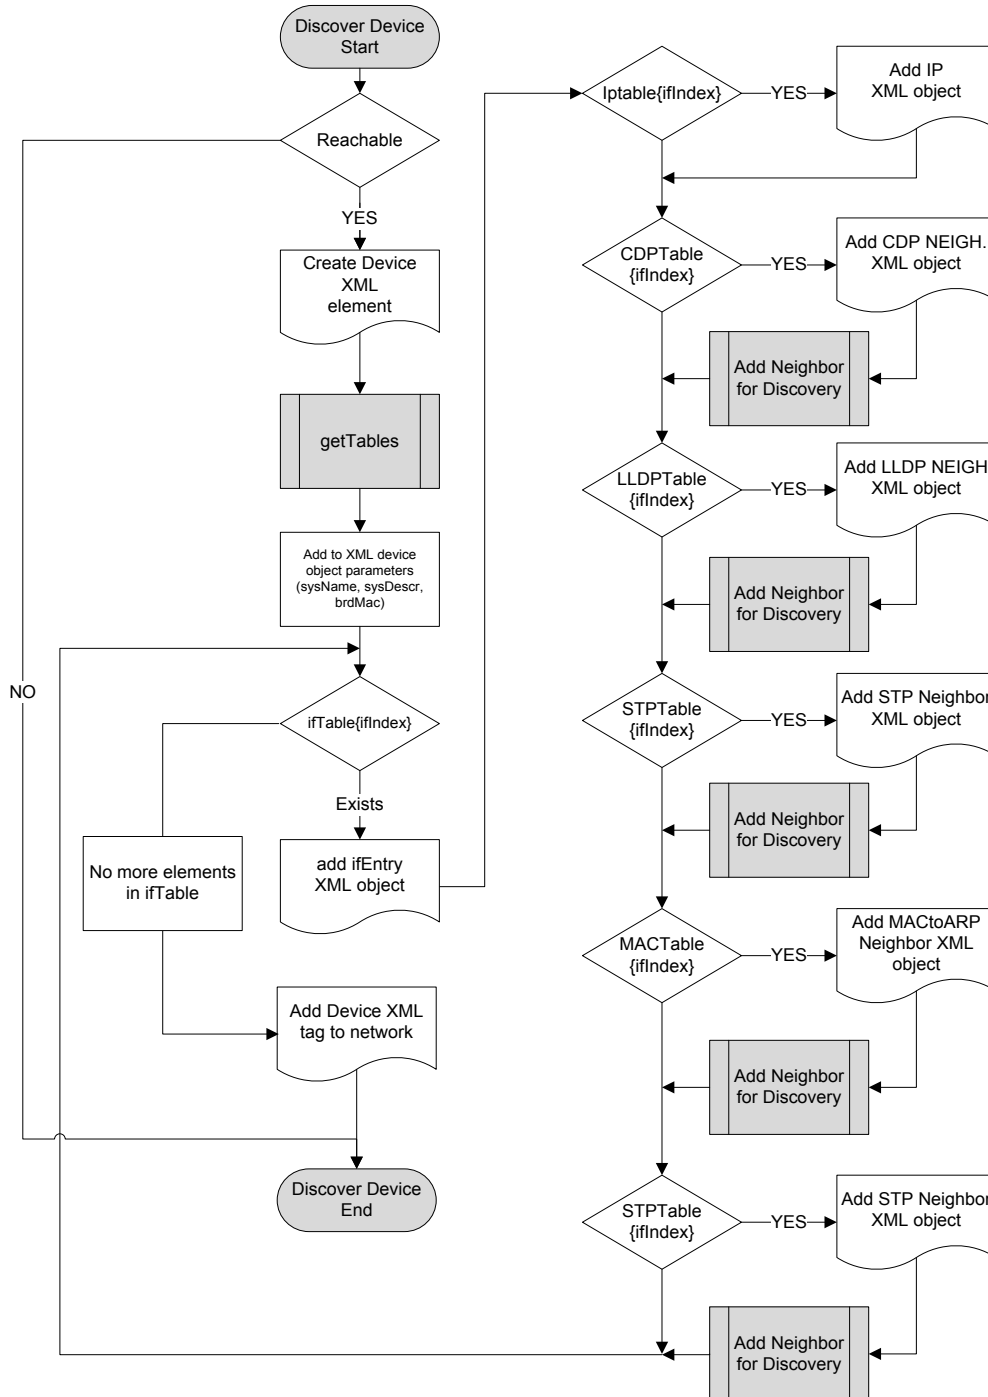 Discover Device
Start
Reachable
YES
Create Device
XML
element
getTables
Add to XML device
object parameters
(sysName, sysDescr,
brdMac)
NO
ifTable{ifIndex}
Exists
No more elements
in ifTable
add ifEntry
XML object
Add Device XML
tag to network
Discover Device
End
Iptable{ifIndex}
YES
Add IP
XML object
CDPTable
{ifIndex}
YES
Add CDP NEIGH.
XML object
Add Neighbor
for Discovery
LLDPTable
{ifIndex}
YES
Add LLDP NEIGH
XML object
Add Neighbor
for Discovery
STPTable
{ifIndex}
YES
Add STP Neighbor
XML object
Add Neighbor
for Discovery
MACTable
{ifIndex}
YES
Add MACtoARP
Neighbor XML
object
Add Neighbor
for Discovery
STPTable
{ifIndex}
YES
Add STP Neighbor
XML object
Add Neighbor
for Discovery